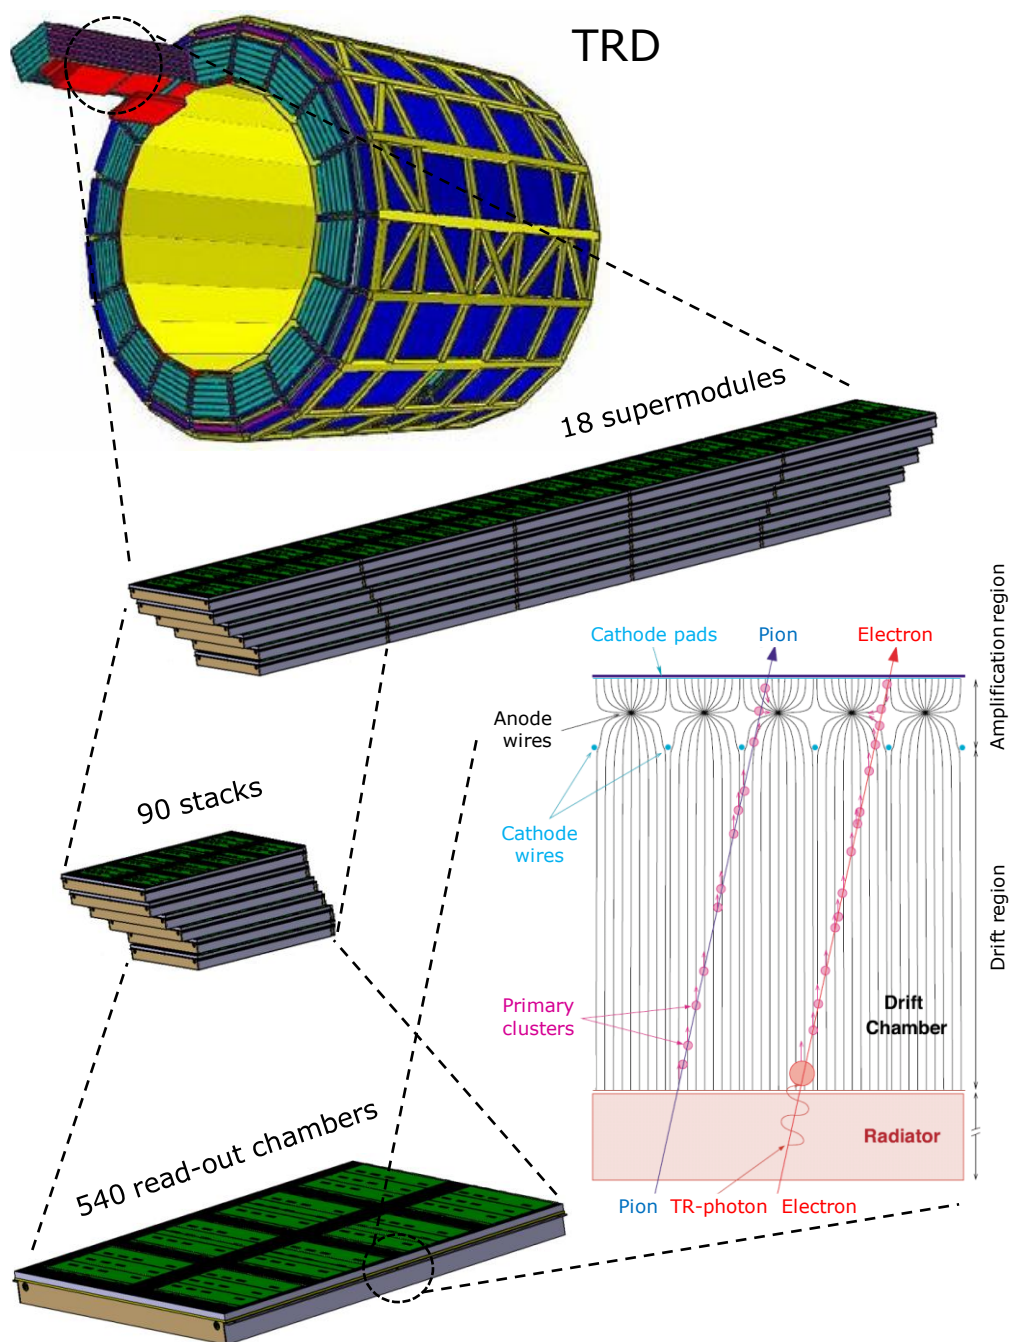 TRD
18 supermodules
Cathode pads
Pion
Electron
Amplification region
Anode
wires
90 stacks
Cathode
wires
Drift region
Primary
clusters
Drift
Chamber
540 read-out chambers
Radiator
Pion
TR-photon
Electron